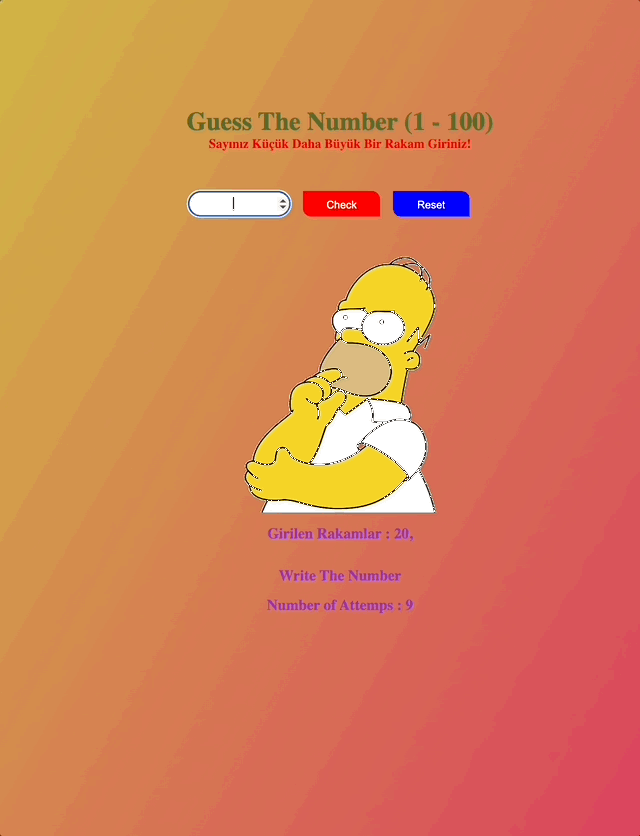 Guess The Number (1 - 100)
Sayınız Küçük Daha Büyük Bir Rakam Giriniz!
Check Reset
Girilen Rakamlar : 20,
Write The Number
Number of Attemps : 9